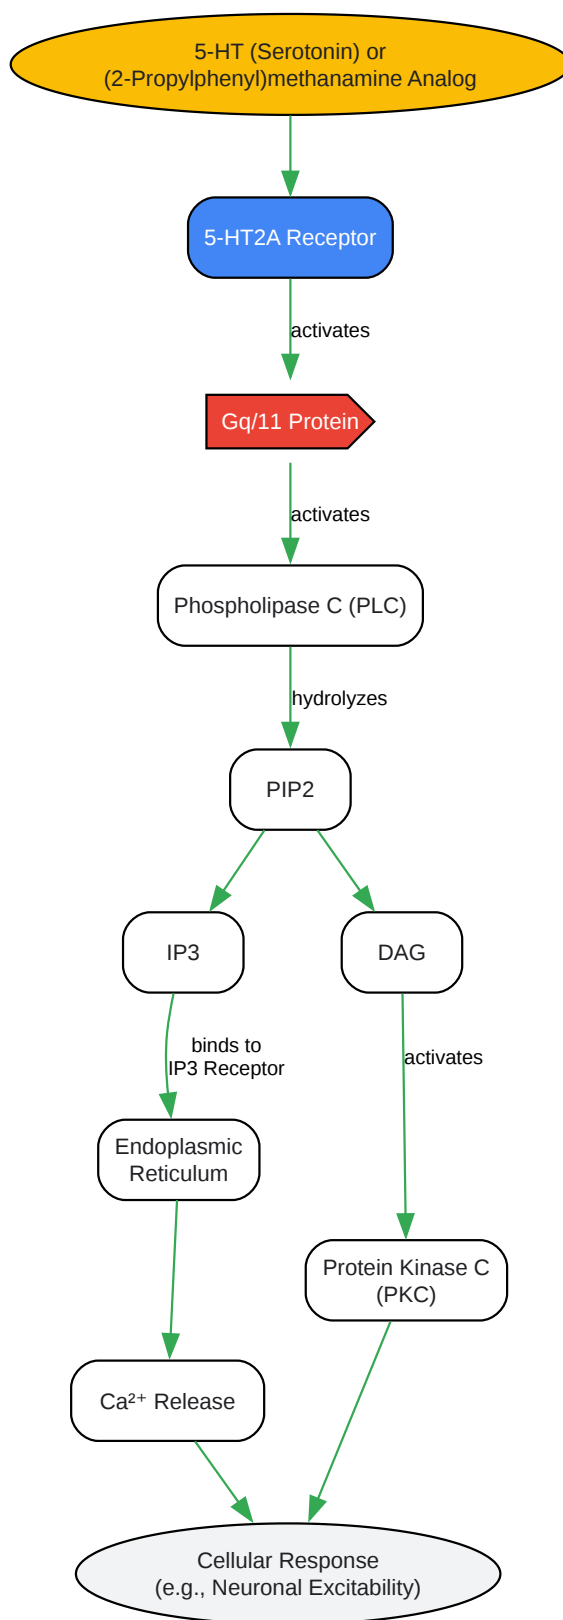 5-HT (Serotonin) or
(2-Propylphenyl)methanamine Analog
5-HT2A Receptor
activates
Gq/11 Protein
activates
Phospholipase C (PLC)
hydrolyzes
PIP2
IP3
DAG
binds to
IP3 Receptor
activates
Endoplasmic
Reticulum
Protein Kinase C
(PKC)
Ca²⁺ Release
Cellular Response
(e.g., Neuronal Excitability)